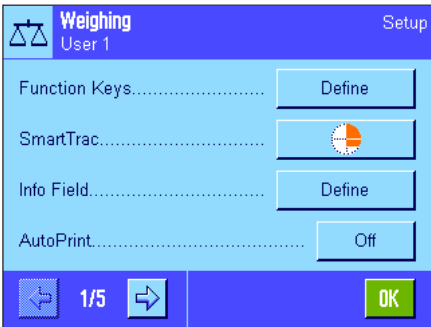 Weighing
Setup
User 1
Function Keys.......................... Define
SmartTrac.................................
Info Field................................... Define
AutoPrint.......................................... Off
1/5
OK